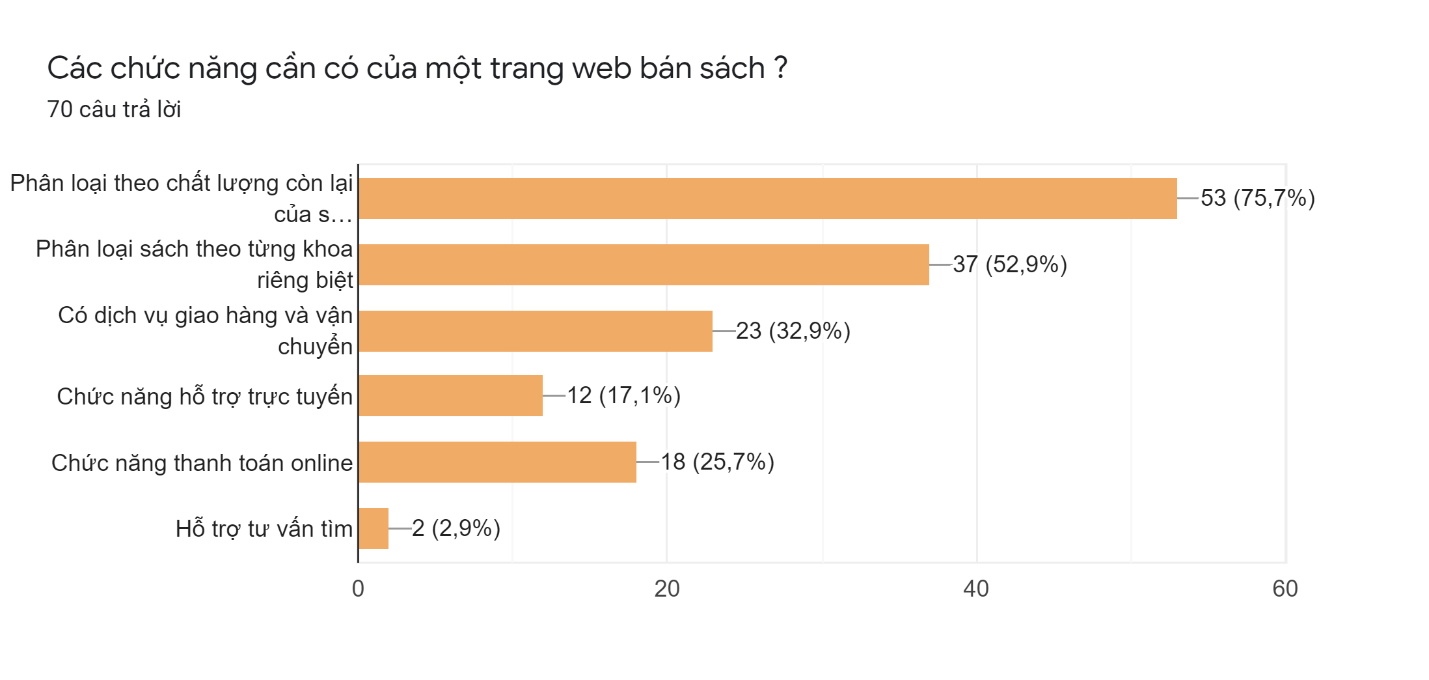 Các chức năng cần có của một trang web bán sách ?
70 câu trả lời
Phân loại theo chất lượng còn lại
của s…
53 (75,7%)
Phân loại sách theo từng khoa
riêng biệt
37 (52,9%)
Có dịch vụ giao hàng và vận
chuyển
23 (32,9%)
Chức năng hỗ trợ trực tuyến
12 (17,1%)
Chức năng thanh toán online
18 (25,7%)
Hỗ trợ tư vấn tìm
2 (2,9%)
0 20 40 60